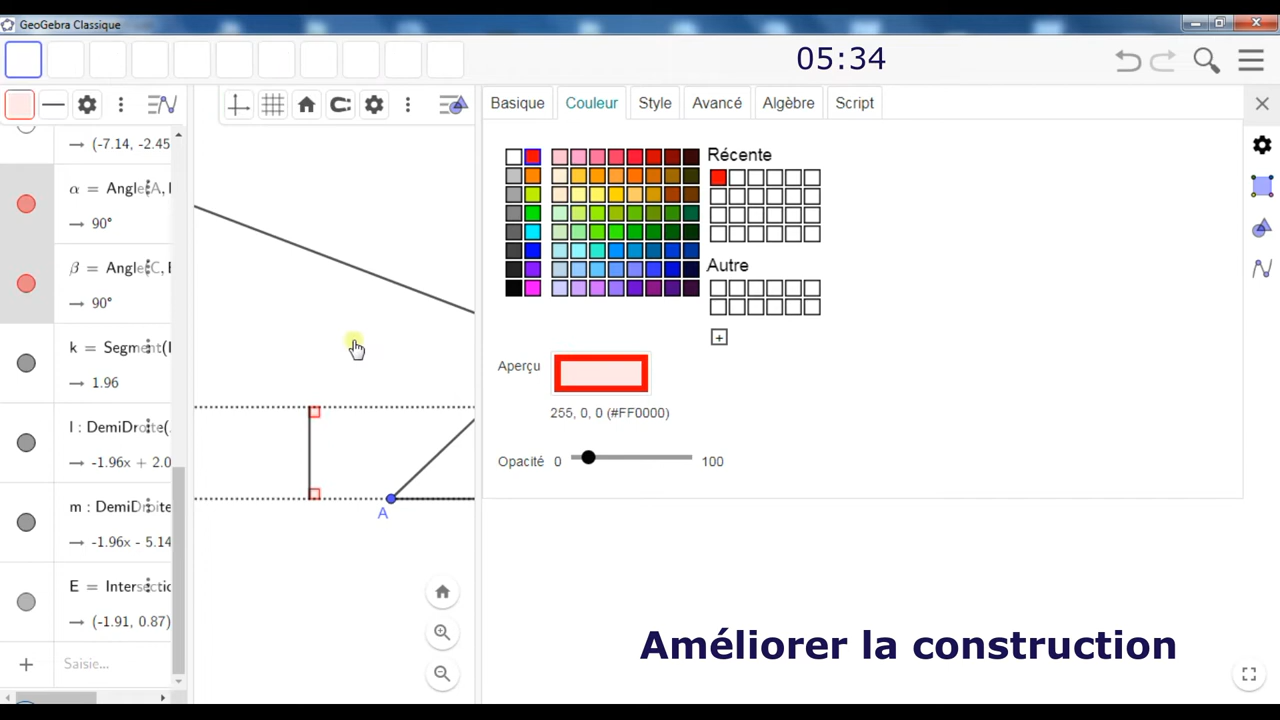 GeoGebra Classique
05:34
Basique Couleur Style Avancé Algèbre Script
→ (-7.14, -2.45
α = Angle(A,
→ 90°
β = Angle(C,
→ 90°
k = Segment(
→ 1.96
l : DemiDroite(
→ -1.96x + 2.0
m : DemiDroite
→ -1.96x - 5.14
E = Intersectio
→ (-1.91, 0.87)
+ Saisie...
A
Récente
Autre
+
Aperçu
255, 0, 0 (#FF0000)
Opacité 0 100
Améliorer la construction